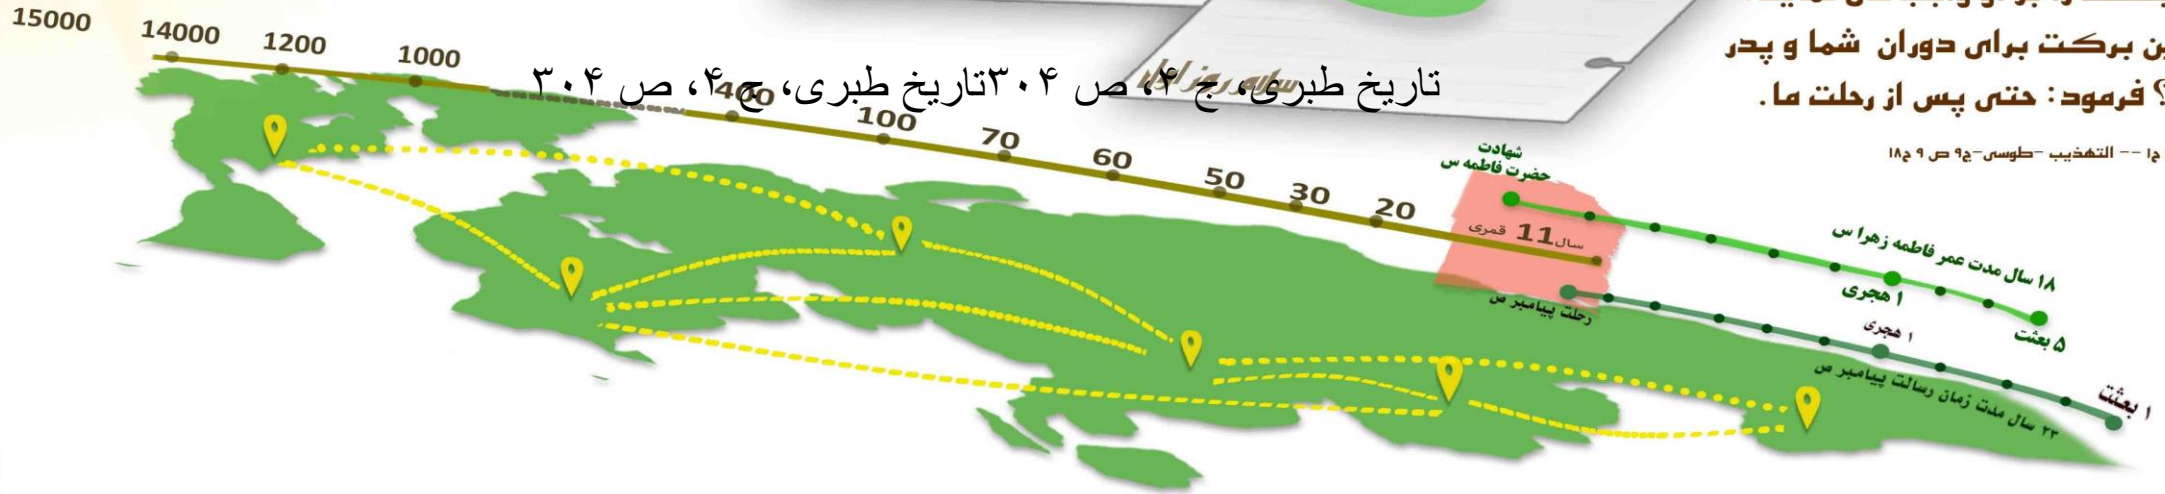 ن برکت برای دوران شما و پدر
؟ فرمود: حتی پس از رحلت ما.
ج۱ -- التهذیب -طوسی-ج۹ ص ۹ ح۱۸
تاریخ طبری، ج ۴، ص ۳۰۴تاریخ طبری، ج ۴، ص ۳۰۴
15000 14000 1200 1000 400 100 70 60 50 30 20
شهادت
حضرت فاطمه س
سال 11 قمری
رحلت پیامبر ص
۱۸ سال مدت عمر فاطمه زهرا س
۱ هجری
۵ بعثت
۱ هجری
۲۳ سال مدت زمان رسالت پیامبر ص
۱ بعثت